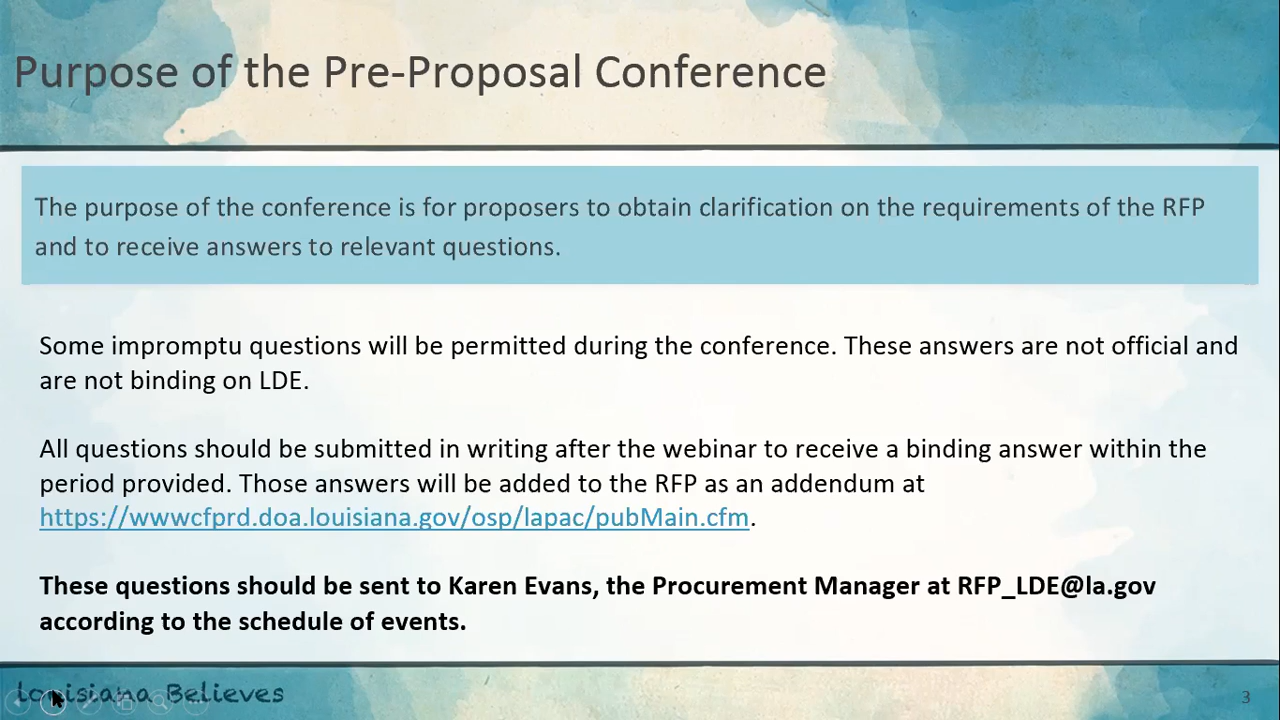 Purpose of the Pre-Proposal Conference
The purpose of the conference is for proposers to obtain clarification on the requirements of the RFP
and to receive answers to relevant questions.
Some impromptu questions will be permitted during the conference. These answers are not official and
are not binding on LDE.
All questions should be submitted in writing after the webinar to receive a binding answer within the
period provided. Those answers will be added to the RFP as an addendum at
https://wwwcfprd.doa.louisiana.gov/osp/lapac/pubMain.cfm.
These questions should be sent to Karen Evans, the Procurement Manager at RFP_LDE@la.gov
according to the schedule of events.
Louisiana Believes
3